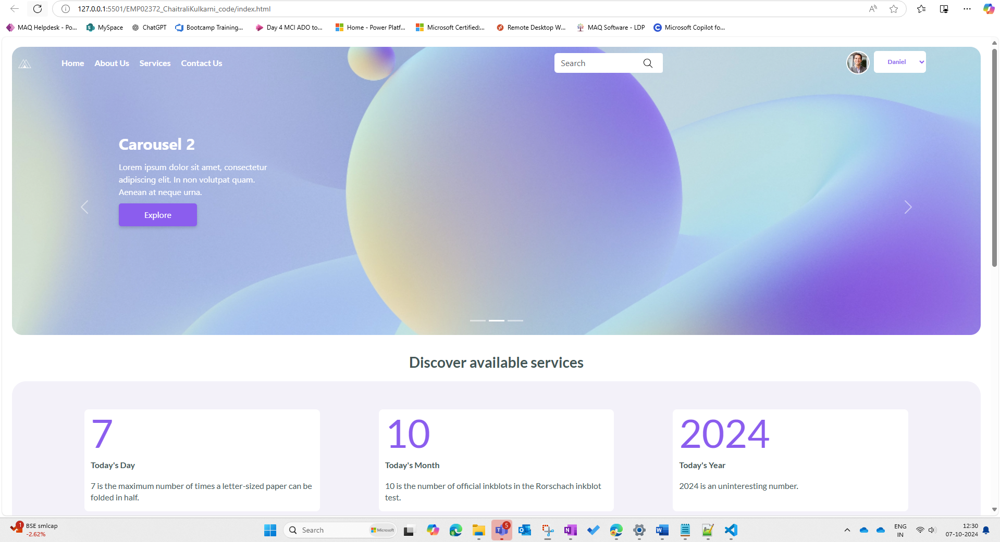 127.0.0.1:5501/EMP02372_ChaitraliKulkarni_code/index.html
MAQ Helpdesk - Po...
MySpace
ChatGPT
Bootcamp Training...
Day 4 MCI ADO to...
Home - Power Platf...
Microsoft Certified:...
Remote Desktop W...
MAQ Software - LDP
Microsoft Copilot fo...
Home
About Us
Services
Contact Us
Search
Daniel
Carousel 2
Lorem ipsum dolor sit amet, consectetur
adipiscing elit. In non volutpat quam.
Aenean at neque urna.
Explore
Discover available services
7
Today's Day
7 is the maximum number of times a letter-sized paper can be
folded in half.
10
Today's Month
10 is the number of official inkblots in the Rorschach inkblot
test.
2024
Today's Year
2024 is an uninteresting number.
1
BSE smlcap
-2.62%
Search
Microsoft
5
ENG
IN
12:30
07-10-2024